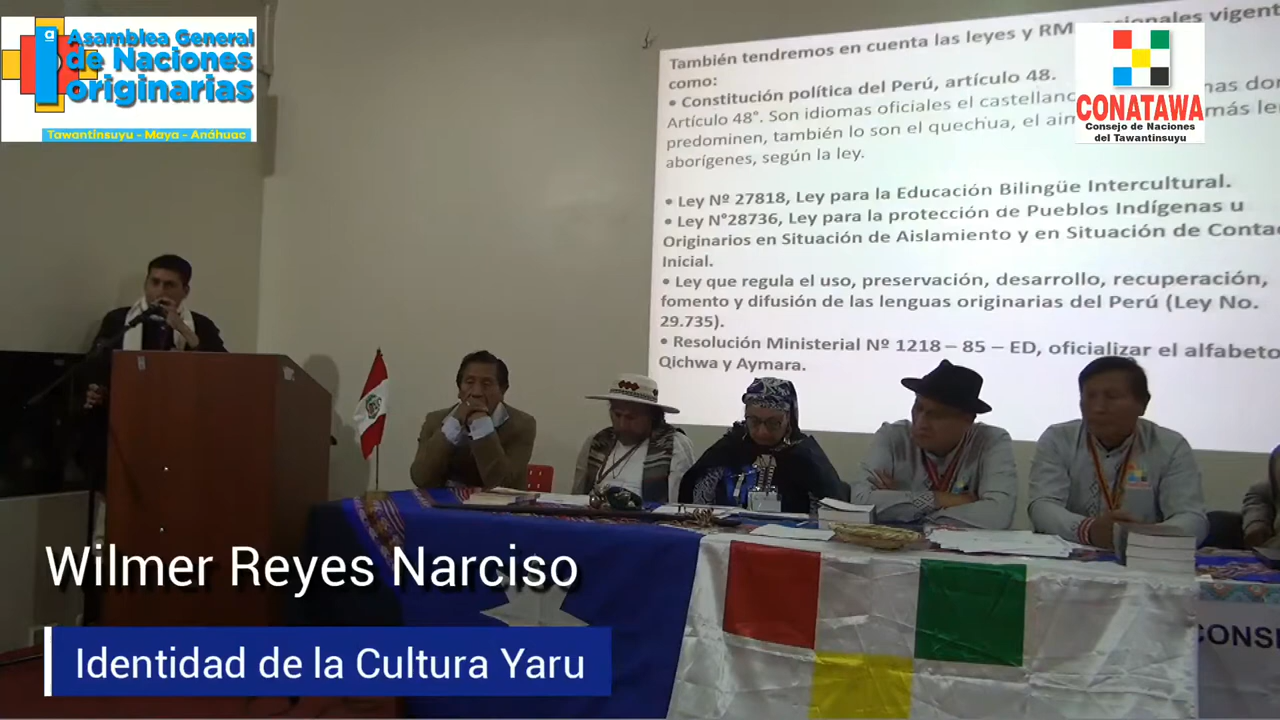 1ª Asamblea General
de Naciones
originarias
Tawantinsuyu - Maya - Anáhuac
También tendremos en cuenta las leyes y RM
como:
• Constitución política del Perú, artículo 48.
Artículo 48°. Son idiomas oficiales el castellano
predominen, también lo son el quechua, el
aborígenes, según la ley.
• Ley Nº 27818, Ley para la Educación Bilingüe Intercultural.
• Ley N°28736, Ley para la protección de Pueblos Indígenas u
Originarios en Situación de Aislamiento y en Situación de
Inicial.
• Ley que regula el uso, preservación, desarrollo, recuperación,
fomento y difusión de las lenguas originarias del Perú (Ley No.
29.735).
• Resolución Ministerial Nº 1218 – 85 – ED, oficializar el alfabeto
Qichwa y Aymara.
CONATAWA
Consejo de Naciones
del Tawantinsuyu
Wilmer Reyes Narciso
Identidad de la Cultura Yaru